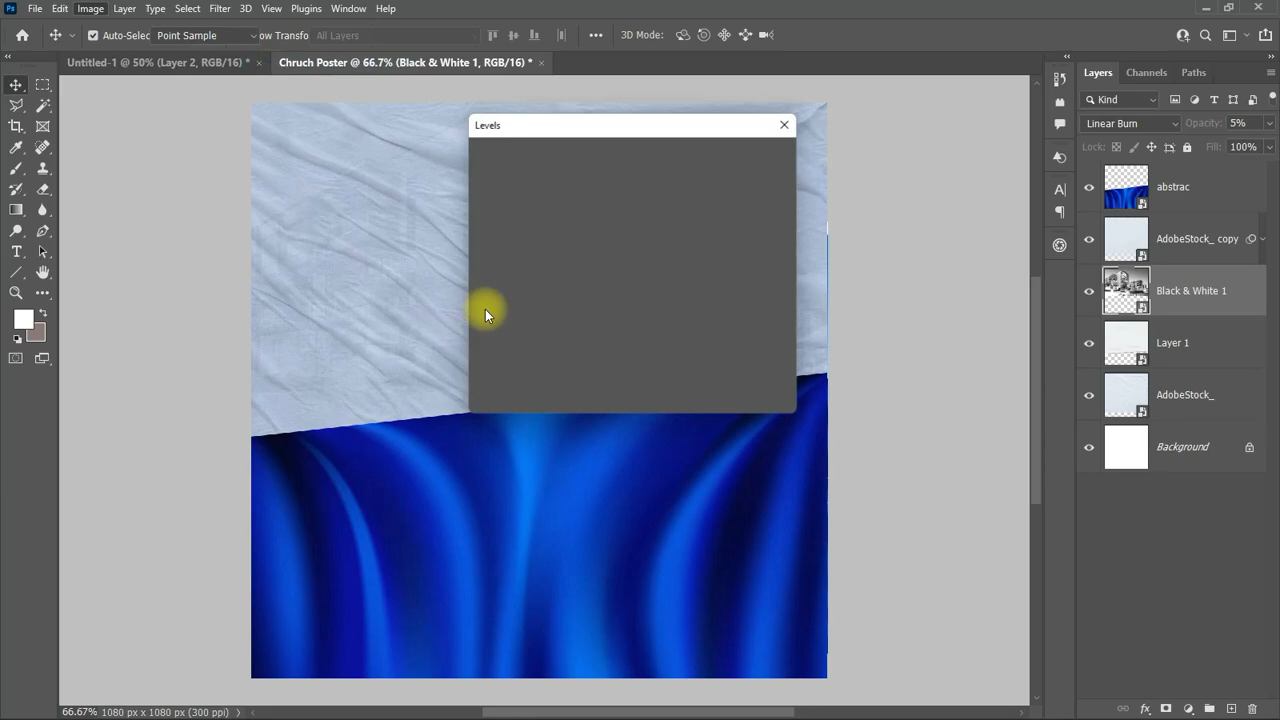 Ps File Edit Image Layer Type Select Filter 3D View Plugins Window Help
Auto-Selec Point Sample ow Transfo All Layers 3D Mode:
Untitled-1 @ 50% (Layer 2, RGB/16) * × Chruch Poster @ 66.7% (Black & White 1, RGB/16) * ×
Layers Channels Paths
Kind
Linear Burn Opacity: 5%
Lock: Fill: 100%
Levels
abstrac
AdobeStock_ copy
Black & White 1
Layer 1
AdobeStock_
Background
66.67% 1080 px x 1080 px (300 ppi)